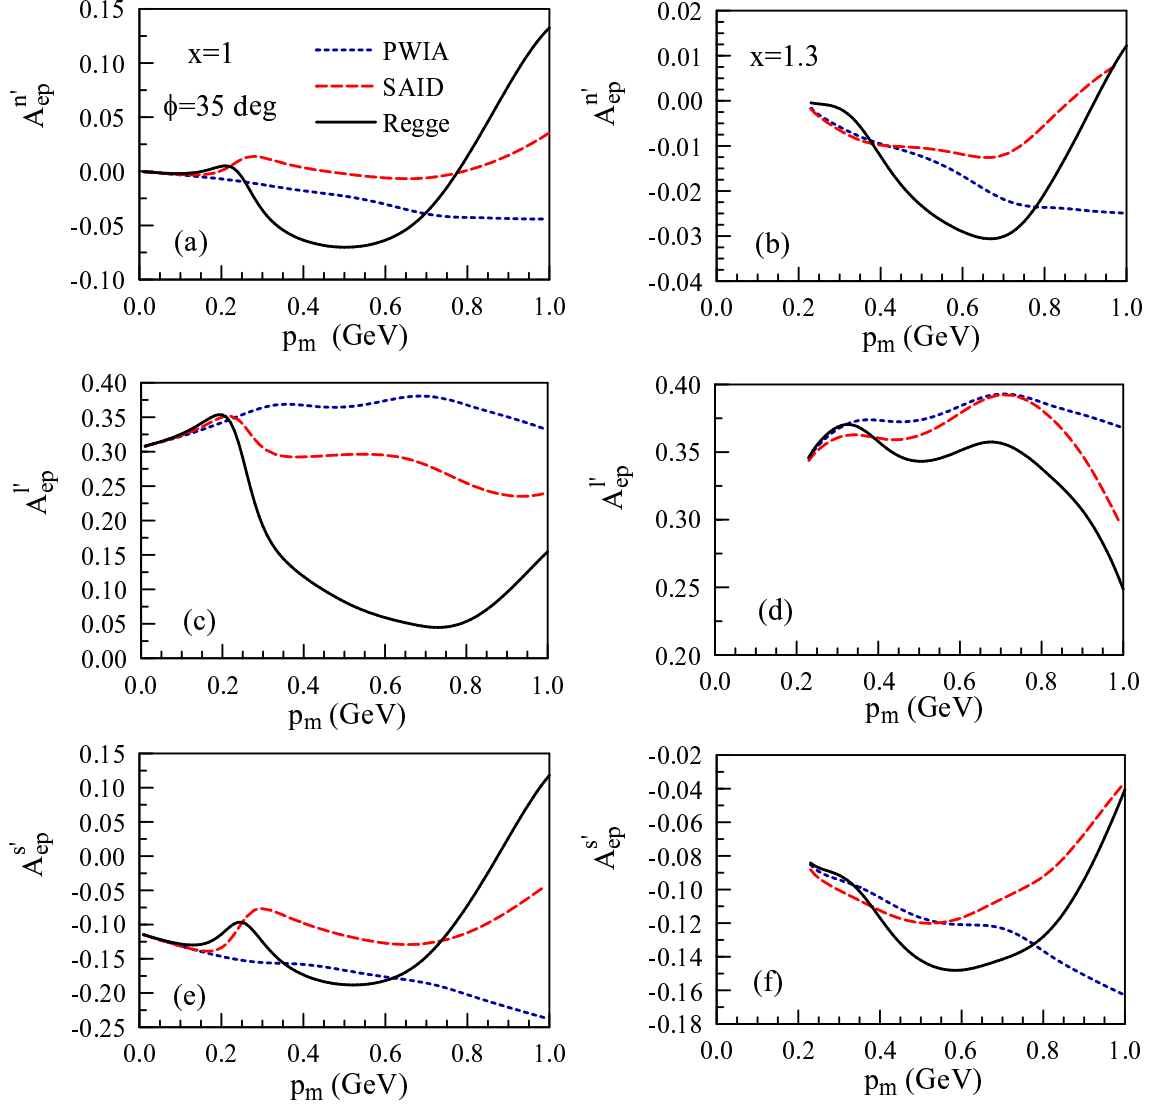 0.15
0.10
0.05
0.00
-0.05
-0.10
A_ep^n'
x=1
ϕ=35 deg
PWIA
SAID
Regge
(a)
0.0 0.2 0.4 0.6 0.8 1.0
p_m (GeV)
0.02
0.01
0.00
-0.01
-0.02
-0.03
-0.04
A_ep^n'
x=1.3
(b)
0.0 0.2 0.4 0.6 0.8 1.0
p_m (GeV)
0.40
0.35
0.30
0.25
0.20
0.15
0.10
0.05
0.00
A_ep^l'
(c)
0.0 0.2 0.4 0.6 0.8 1.0
p_m (GeV)
0.40
0.35
0.30
0.25
0.20
A_ep^l'
(d)
0.0 0.2 0.4 0.6 0.8 1.0
p_m (GeV)
0.15
0.10
0.05
0.00
-0.05
-0.10
-0.15
-0.20
-0.25
A_ep^s'
(e)
0.0 0.2 0.4 0.6 0.8 1.0
p_m (GeV)
-0.02
-0.04
-0.06
-0.08
-0.10
-0.12
-0.14
-0.16
-0.18
A_ep^s'
(f)
0.0 0.2 0.4 0.6 0.8 1.0
p_m (GeV)